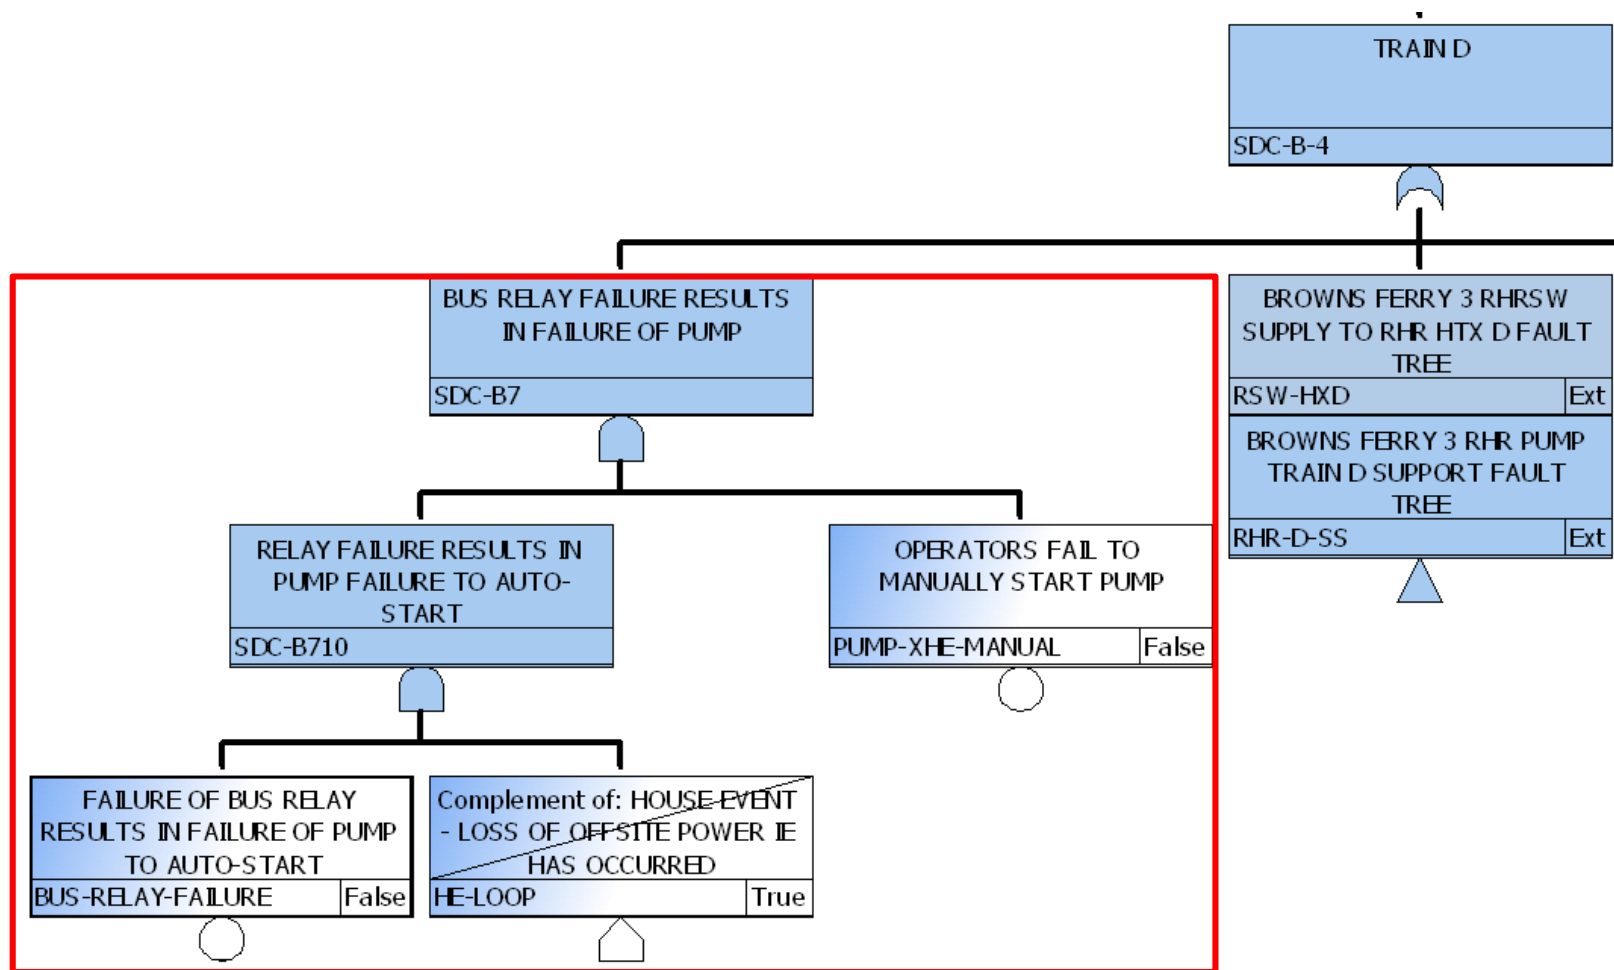 TRAIN D
SDC-B-4
BUS RELAY FAILURE RESULTS
IN FAILURE OF PUMP
SDC-B7
BROWNS FERRY 3 RHRSW
SUPPLY TO RHR HTX D FAULT
TREE
RSW-HXD
Ext
BROWNS FERRY 3 RHR PUMP
TRAIN D SUPPORT FAULT
TREE
RHR-D-SS
Ext
RELAY FAILURE RESULTS IN
PUMP FAILURE TO AUTO-
START
SDC-B710
OPERATORS FAIL TO
MANUALLY START PUMP
PUMP-XHE-MANUAL
False
FAILURE OF BUS RELAY
RESULTS IN FAILURE OF PUMP
TO AUTO-START
BUS-RELAY-FAILURE
False
Complement of: HOUSE EVENT
- LOSS OF OFFSITE POWER IE
HAS OCCURRED
HE-LOOP
True